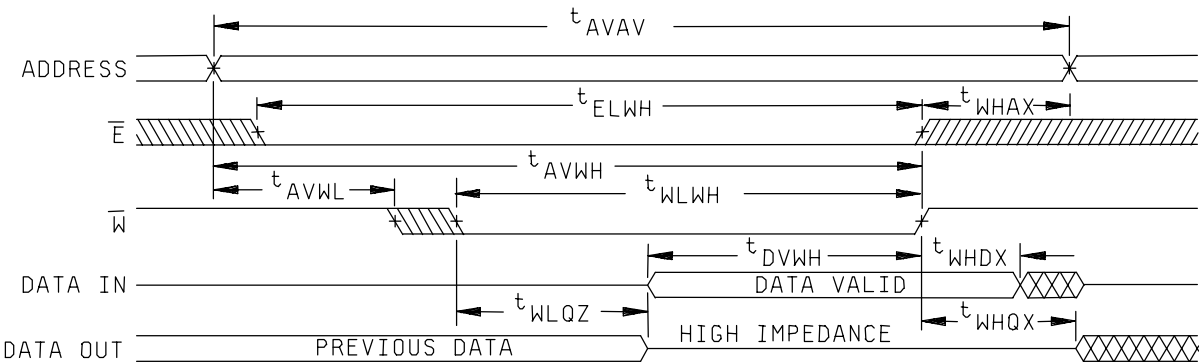 tAVAV
ADDRESS
tELWH tWHAX
E
tAVWH
tAVWL tWLWH
W
tDVWH tWHDX
DATA IN DATA VALID
tWLQZ tWHQX
HIGH IMPEDANCE
DATA OUT PREVIOUS DATA